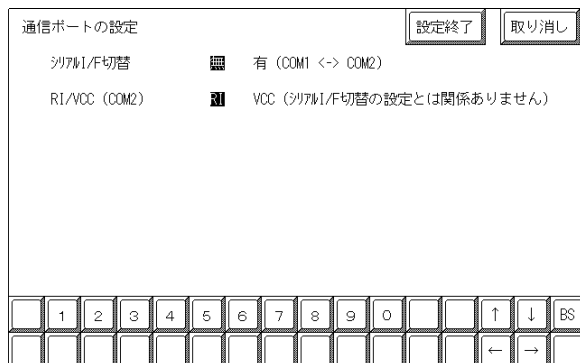 通信ポートの設定 設定終了 取り消し
ｼﾘｱﾙI/F切替 無 有 (COM1 <-> COM2)
RI/VCC (COM2) RI VCC (ｼﾘｱﾙI/F切替の設定とは関係ありません)
1 2 3 4 5 6 7 8 9 0 ↑ ↓ BS
← →